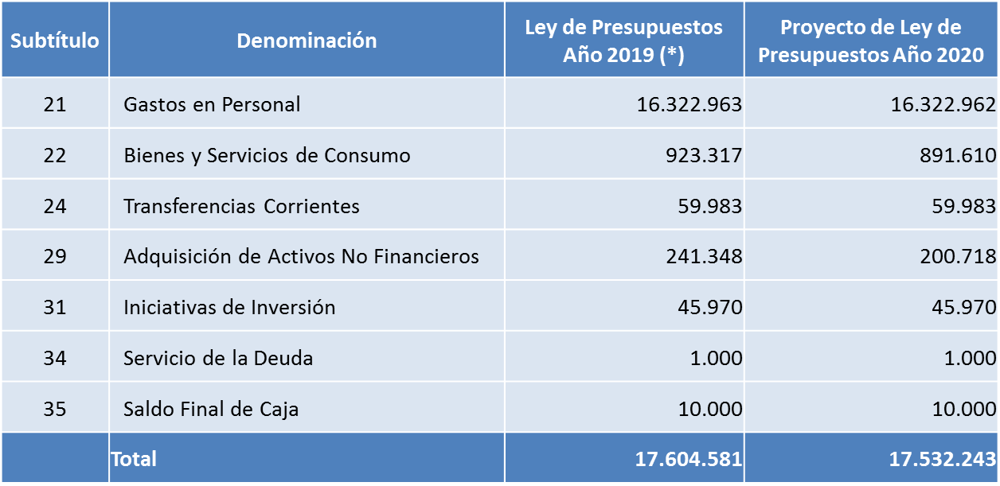 Subtítulo Denominación Ley de Presupuestos Año 2019 (*) Proyecto de Ley de Presupuestos Año 2020
21 Gastos en Personal 16.322.963 16.322.962
22 Bienes y Servicios de Consumo 923.317 891.610
24 Transferencias Corrientes 59.983 59.983
29 Adquisición de Activos No Financieros 241.348 200.718
31 Iniciativas de Inversión 45.970 45.970
34 Servicio de la Deuda 1.000 1.000
35 Saldo Final de Caja 10.000 10.000
Total 17.604.581 17.532.243